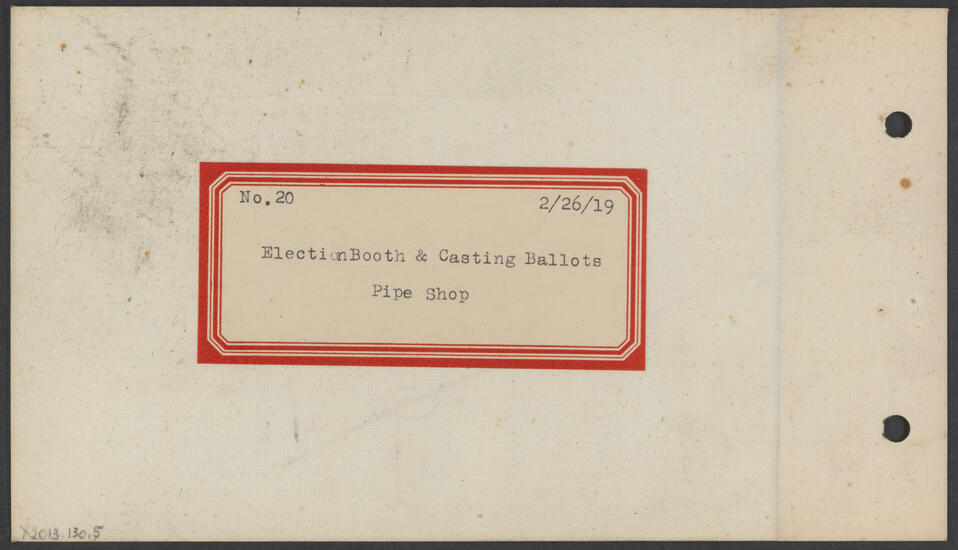 No.20 2/26/19
ElectionBooth & Casting Ballots
Pipe Shop
X2013.130.5